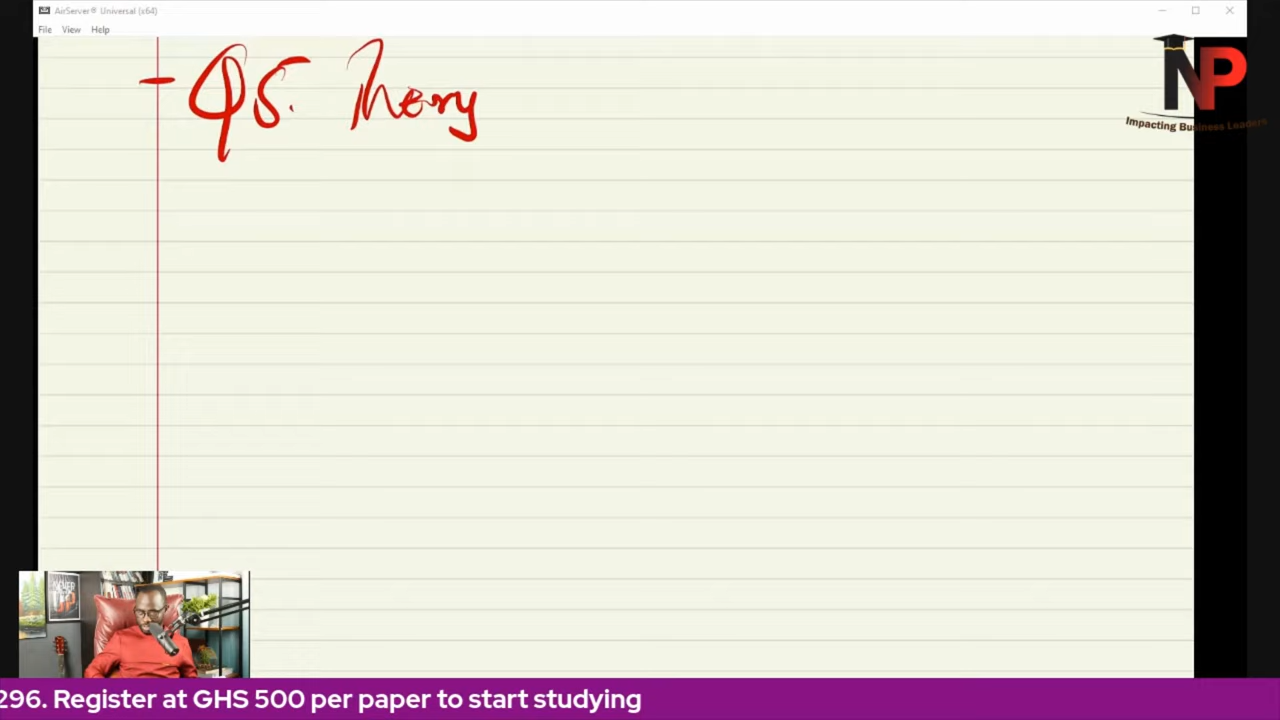 AirServer® Universal (x64)
File View Help
- Q5. Theory
NP
Impacting Business Leaders
296. Register at GHS 500 per paper to start studying